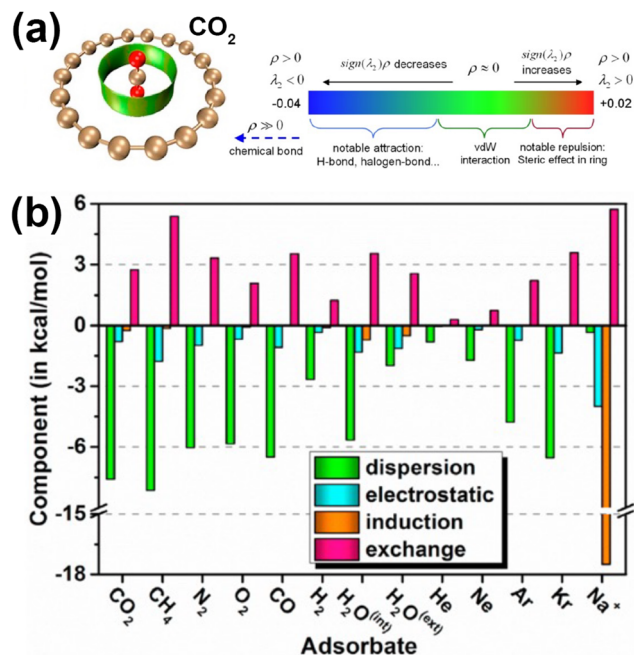 (a)
CO₂
ρ > 0
λ₂ < 0
-0.04
sign(λ₂)ρ decreases
ρ ≈ 0
sign(λ₂)ρ
increases
ρ > 0
λ₂ > 0
+0.02
ρ ≫ 0
chemical bond
notable attraction:
H-bond, halogen-bond...
vdW
interaction
notable repulsion:
Steric effect in ring
(b)
Component (in kcal/mol)
6
3
0
-3
-6
-15
-18
dispersion
electrostatic
induction
exchange
CO₂
CH₄
N₂
O₂
CO
H₂
H₂O(int)
H₂O(ext)
He
Ne
Ar
Kr
Na⁺
Adsorbate